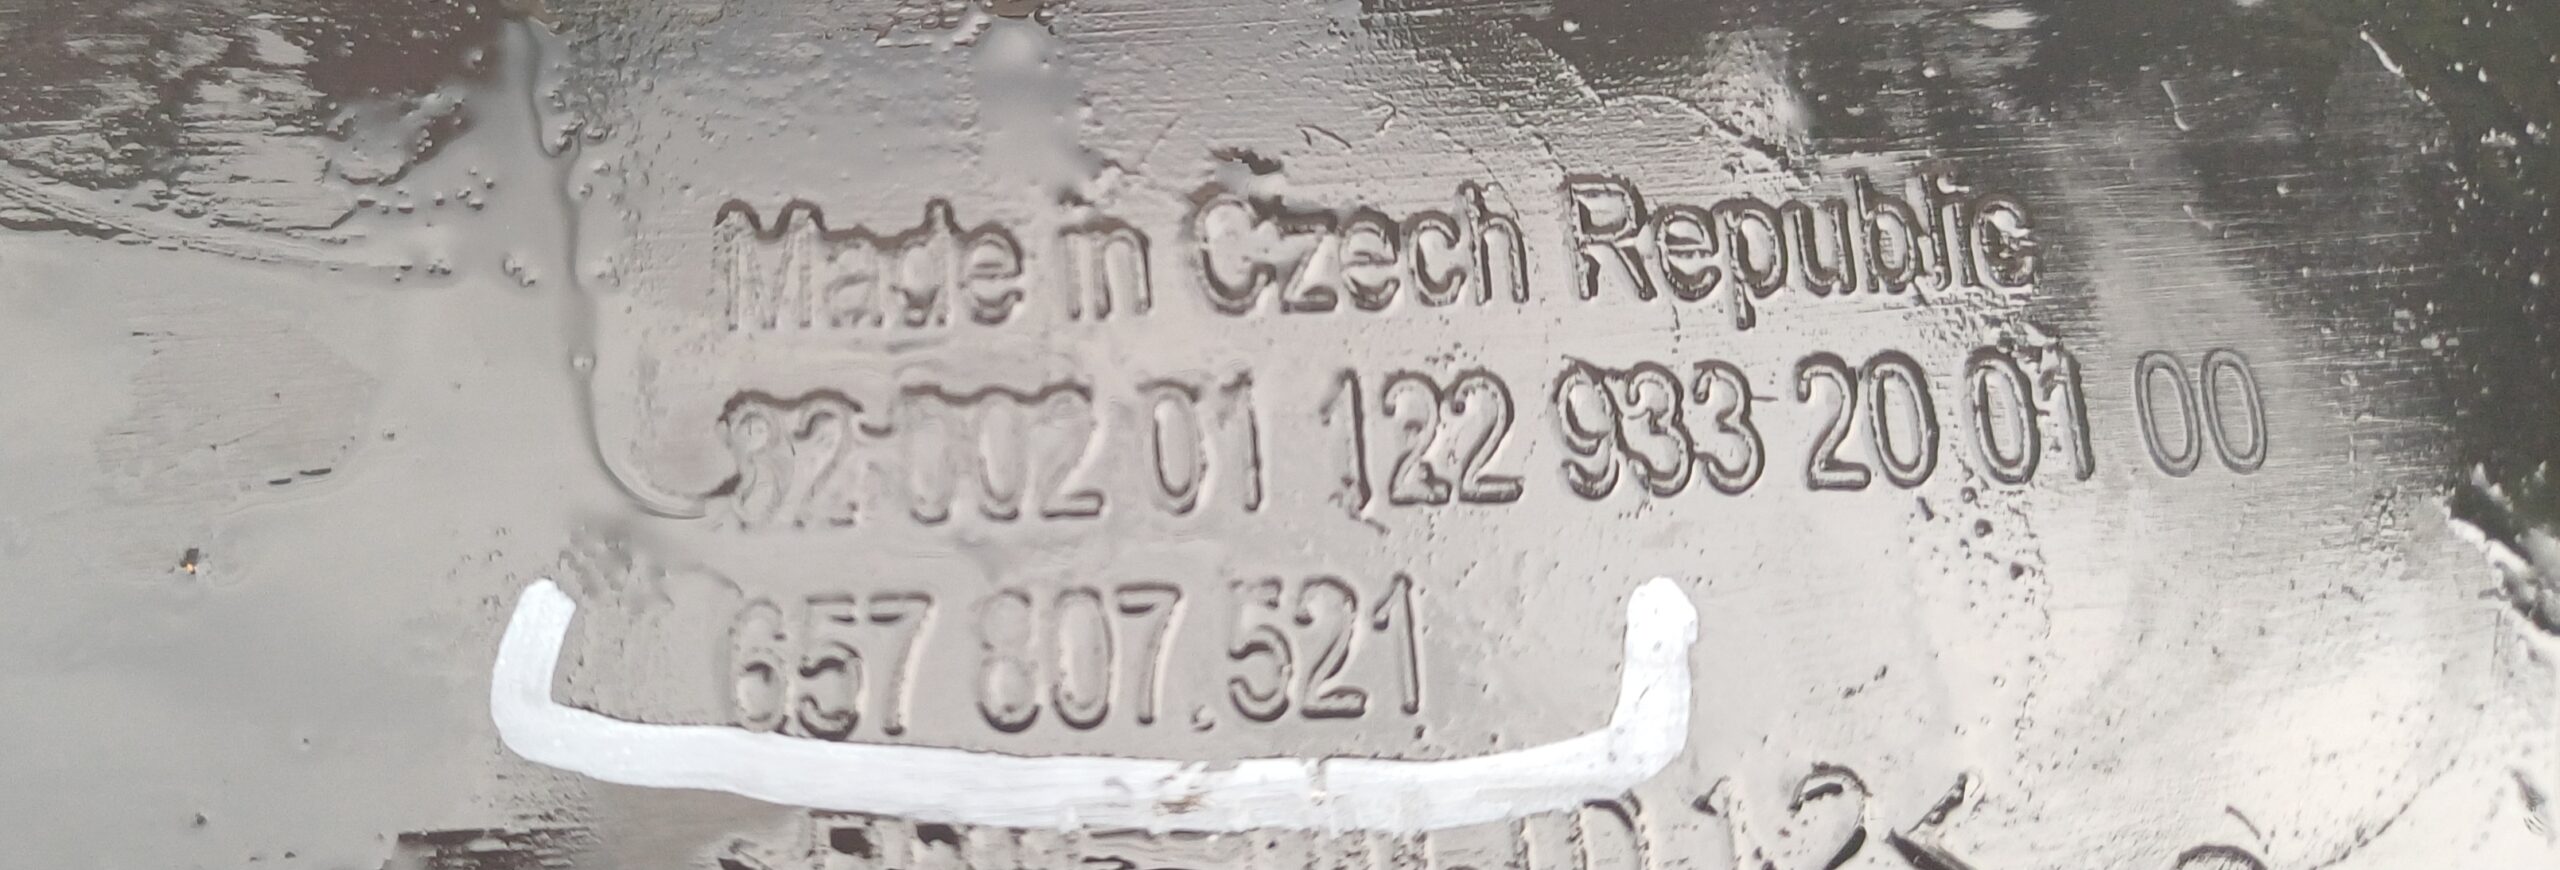 Made in Czech Republic
82-002 01 122 933 20 01 00
657 807.521